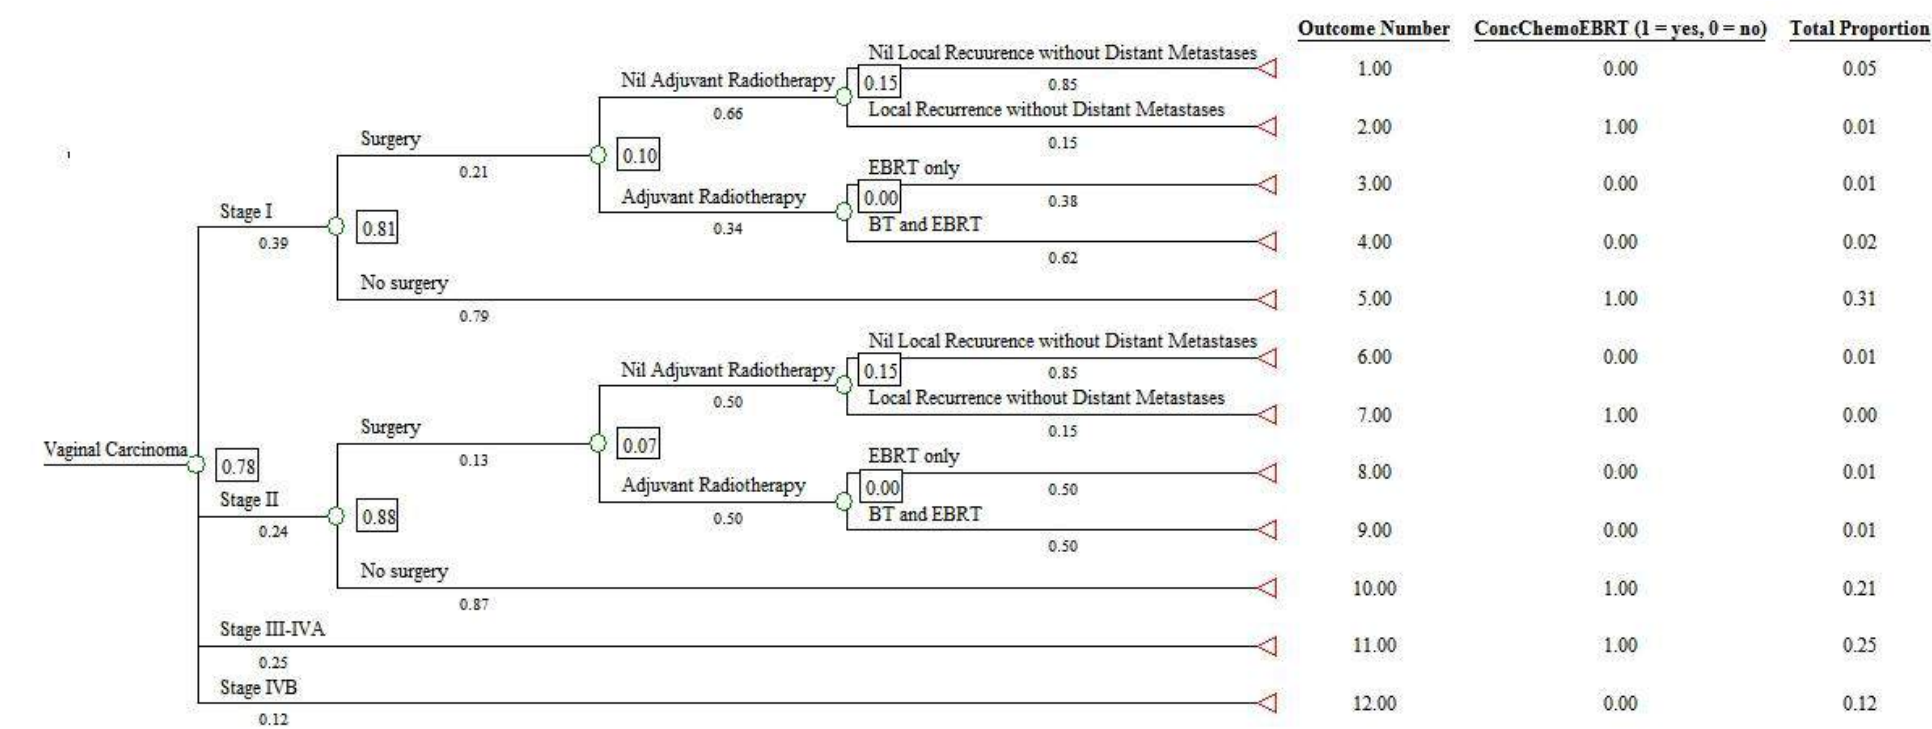 Outcome Number ConcChemoEBRT (1 = yes, 0 = no) Total Proportion
Nil Local Recuurence without Distant Metastases 1.00 0.00 0.05
Nil Adjuvant Radiotherapy 0.15 0.85
0.66 Local Recurrence without Distant Metastases
Surgery 2.00 1.00 0.01
0.15
0.21 0.10 EBRT only
3.00 0.00 0.01
Adjuvant Radiotherapy 0.00 0.38
Stage I 0.34 BT and EBRT
0.39 0.81 4.00 0.00 0.02
0.62
No surgery
5.00 1.00 0.31
0.79
Nil Local Recuurence without Distant Metastases
6.00 0.00 0.01
Nil Adjuvant Radiotherapy 0.15 0.85
0.50 Local Recurrence without Distant Metastases
7.00 1.00 0.00
Surgery 0.15
0.13 0.07 EBRT only
Vaginal Carcinoma 0.78 8.00 0.00 0.01
Adjuvant Radiotherapy 0.00 0.50
Stage II 0.50 BT and EBRT
0.24 0.88 9.00 0.00 0.01
0.50
No surgery
10.00 1.00 0.21
0.87
Stage III-IVA
11.00 1.00 0.25
0.25
Stage IVB
12.00 0.00 0.12
0.12